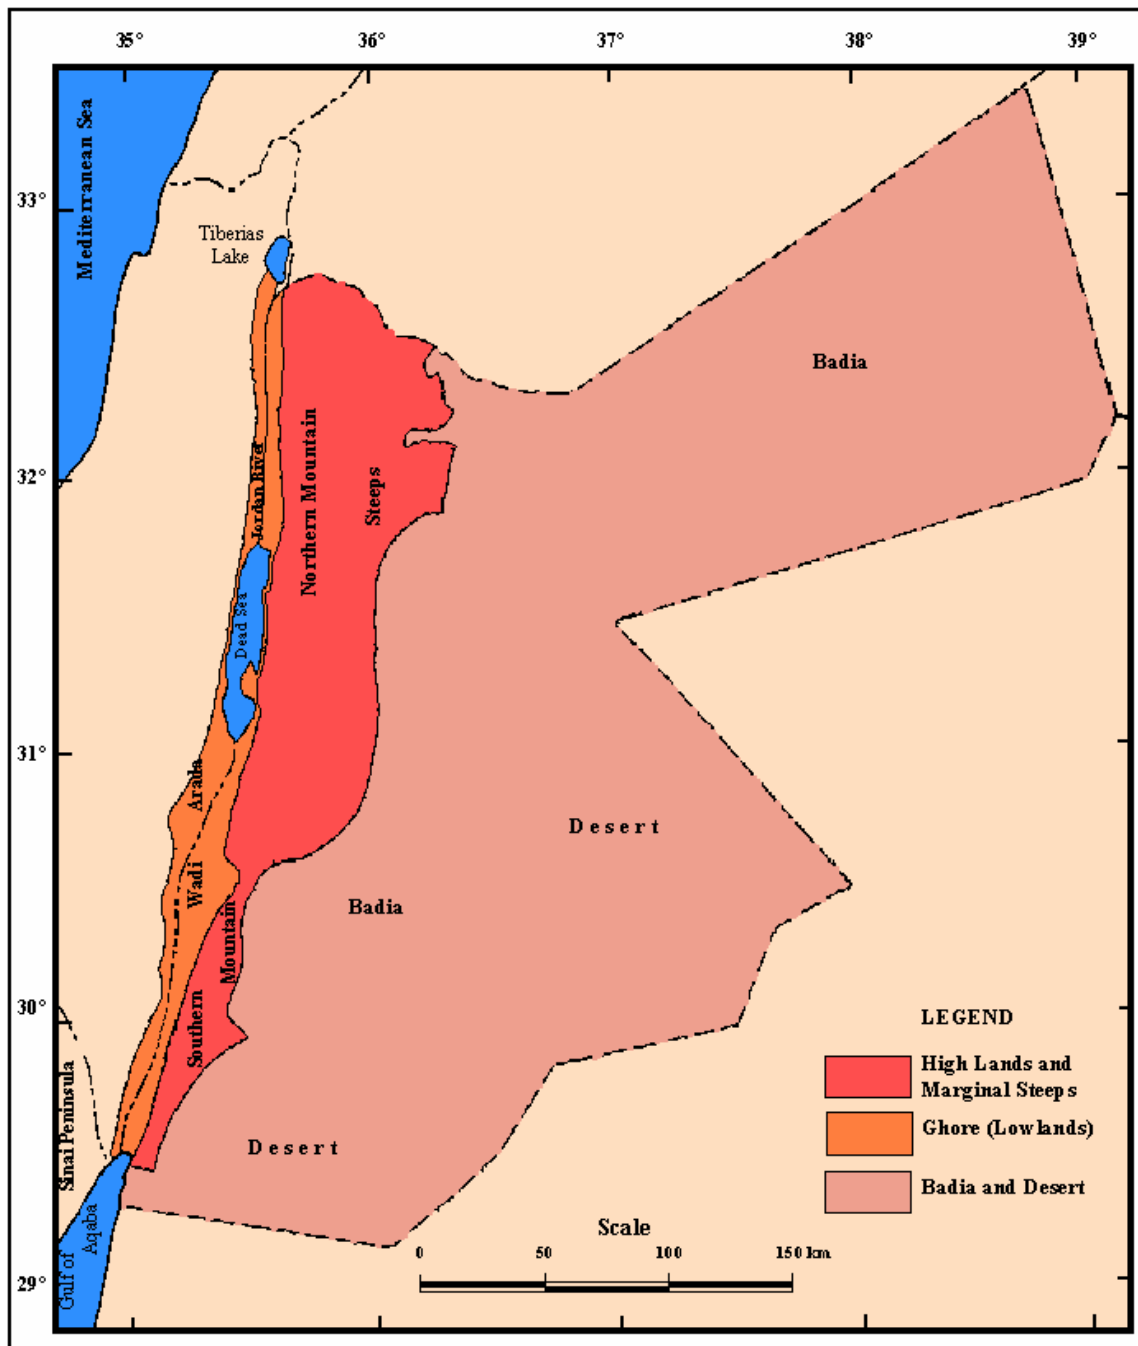 35° 36° 37° 38° 39°
Mediterranean Sea
33°
Tiberias
Lake
Badia
Northern Mountain
Steeps
Jordan River
32°
Dead Sea
31°
Arada
Wadi
Desert
Badia
Mountain
Southern
30°
LEGEND
High Lands and
Marginal Steeps
Ghore (Lowlands)
Badia and Desert
Sinai Peninsula
Desert
Gulf of
Aqaba
29°
Scale
0 50 100 150 km